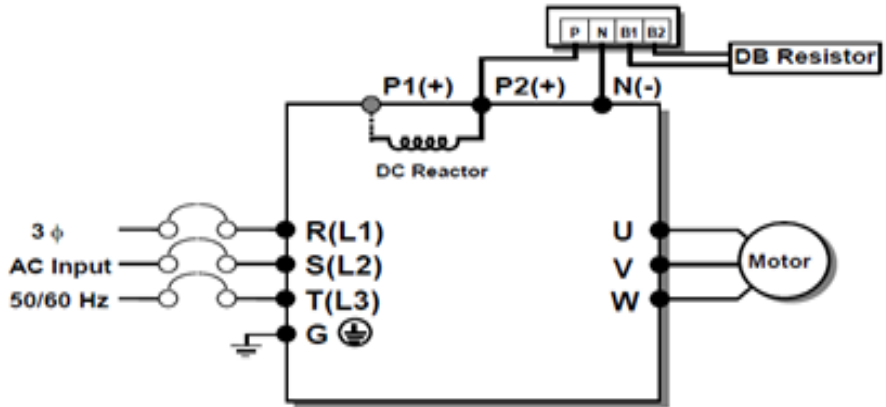 P N B1 B2
DB Resistor
P1(+) P2(+) N(-)
DC Reactor
3 ϕ R(L1) U
AC Input S(L2) V Motor
50/60 Hz T(L3) W
G